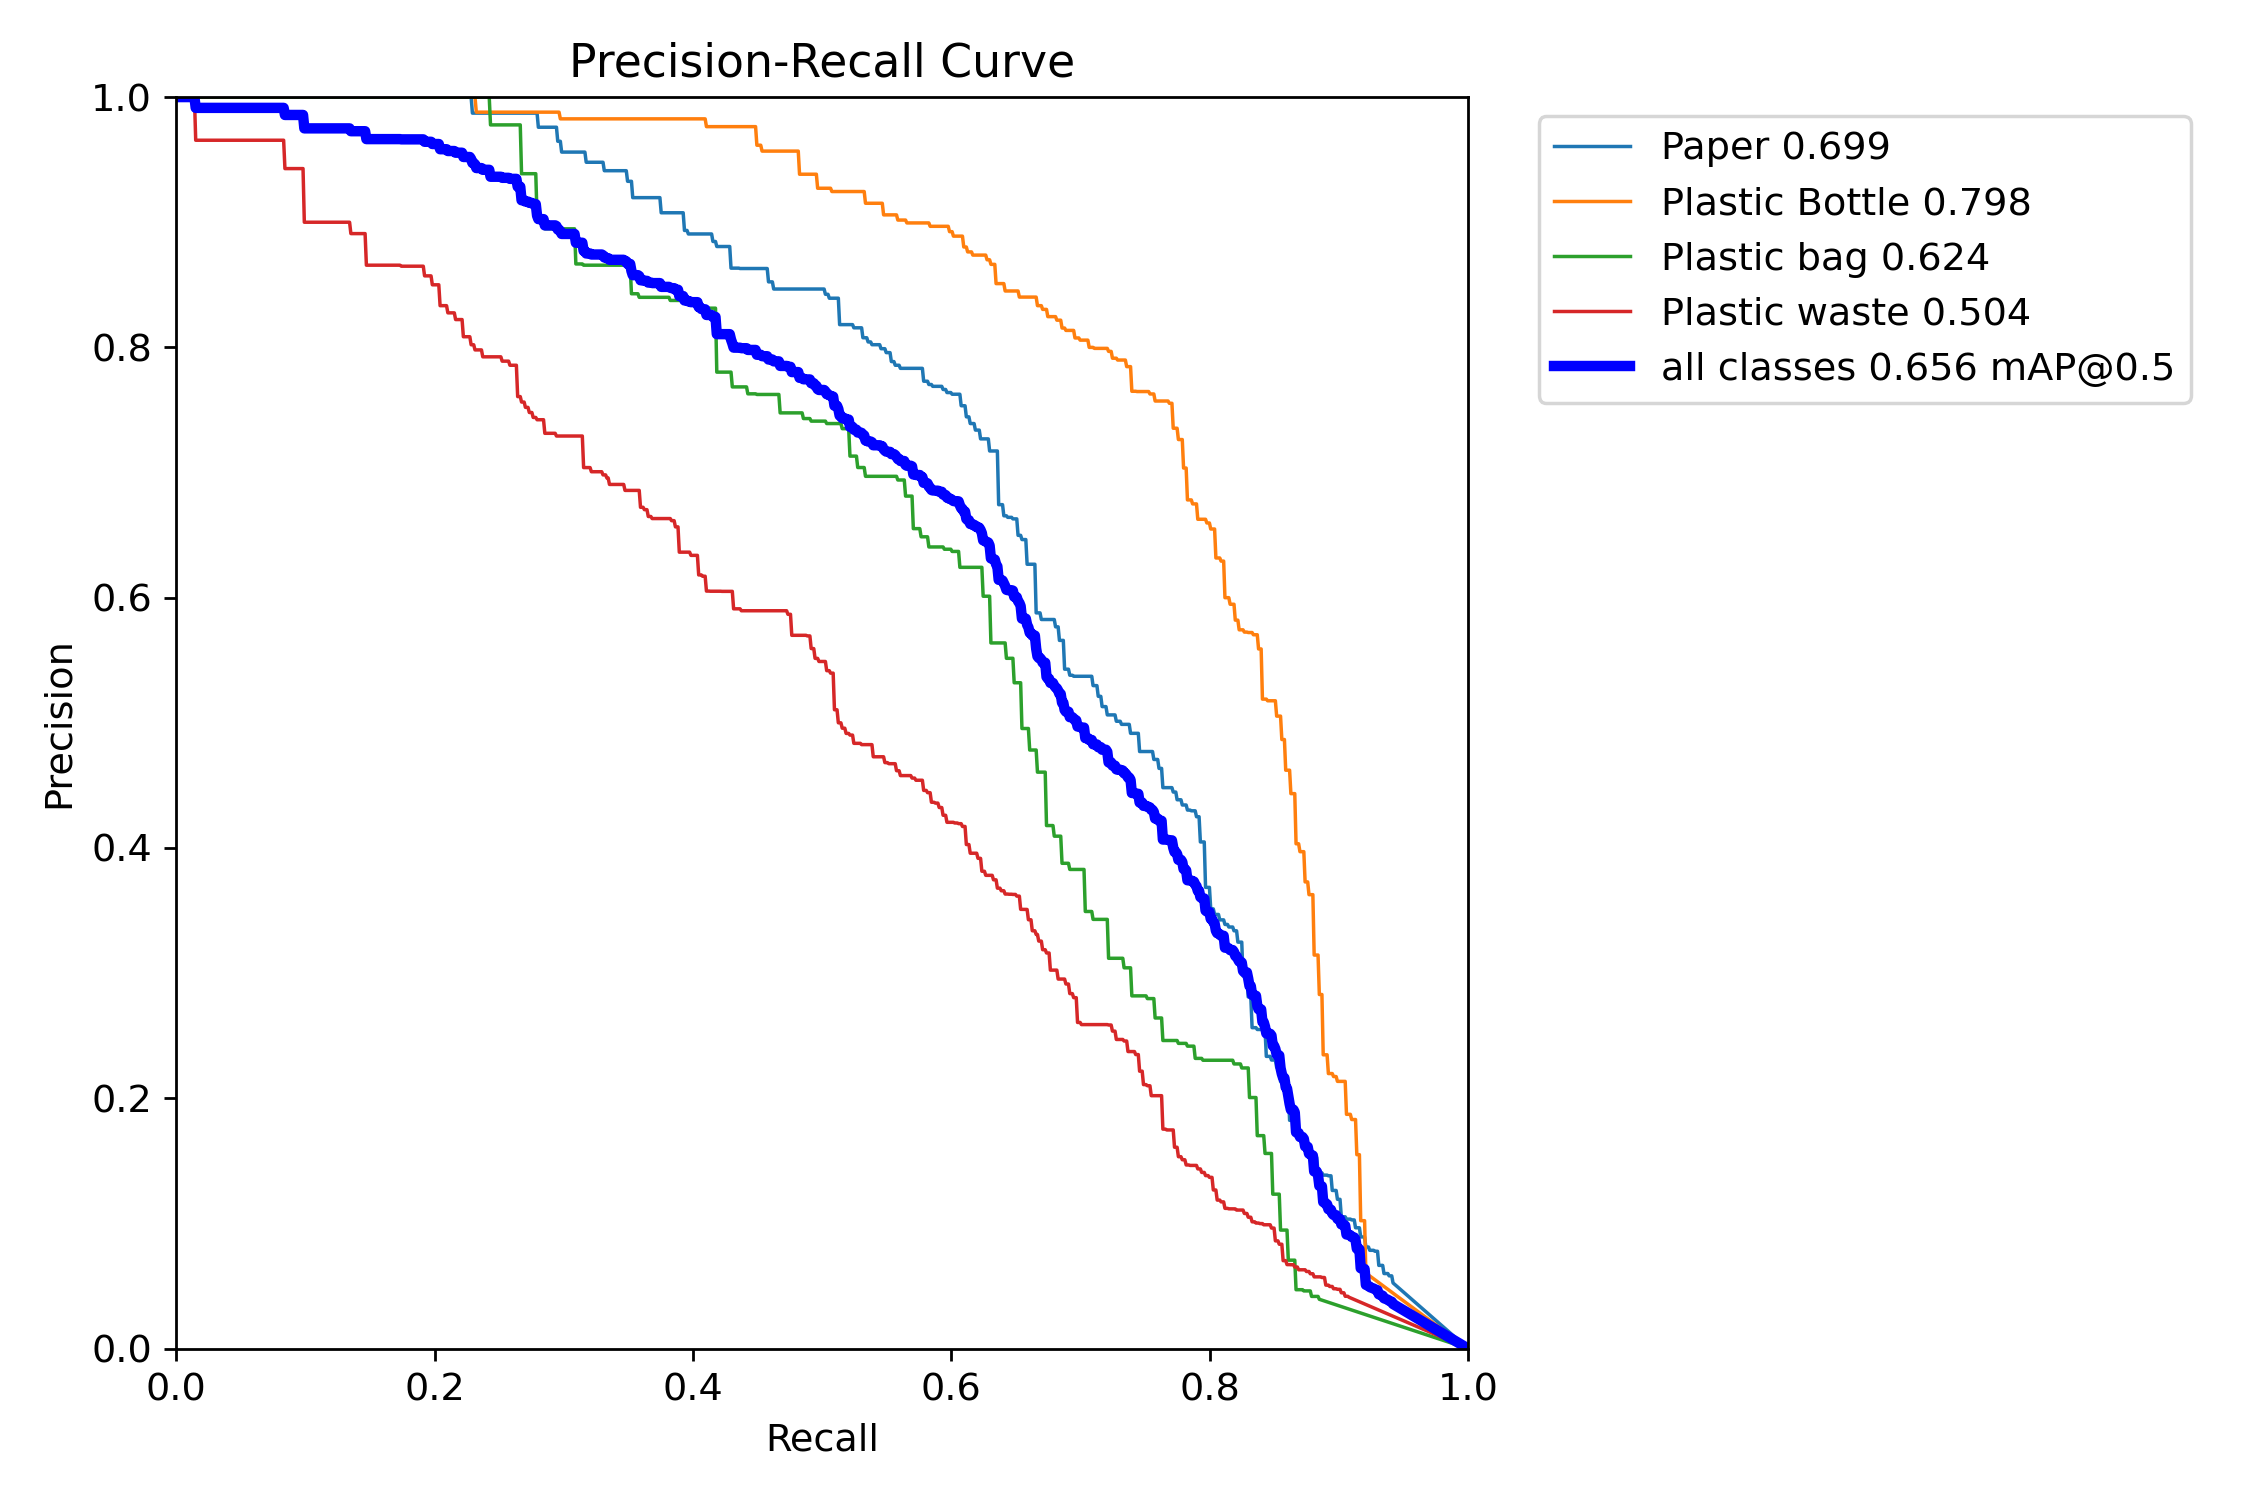 Precision-Recall Curve
1.0
0.8
0.6
0.4
0.2
0.0
Precision
0.0 0.2 0.4 0.6 0.8 1.0
Recall
Paper 0.699
Plastic Bottle 0.798
Plastic bag 0.624
Plastic waste 0.504
all classes 0.656 mAP@0.5